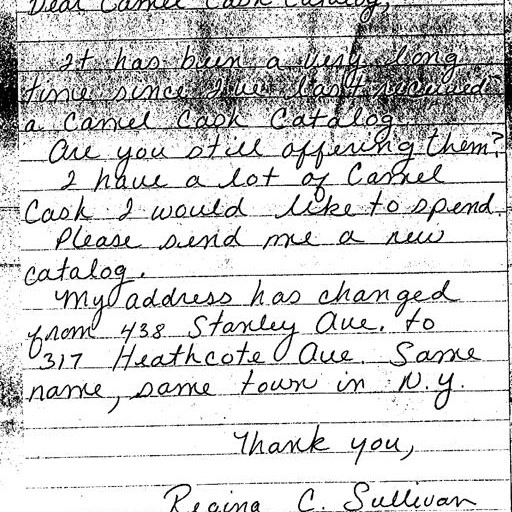 Dear Camel Cash Catalog,
It has been a very long
time since I've last received
a Camel Cash Catalog.
Are you still offering them?
I have a lot of Camel
Cash I would like to spend.
Please send me a new
catalog.
My address has changed
from 438 Stanley Ave. to
317 Heathcote Ave. Same
name, same town in N.Y.
Thank you,
Regina C. Sullivan